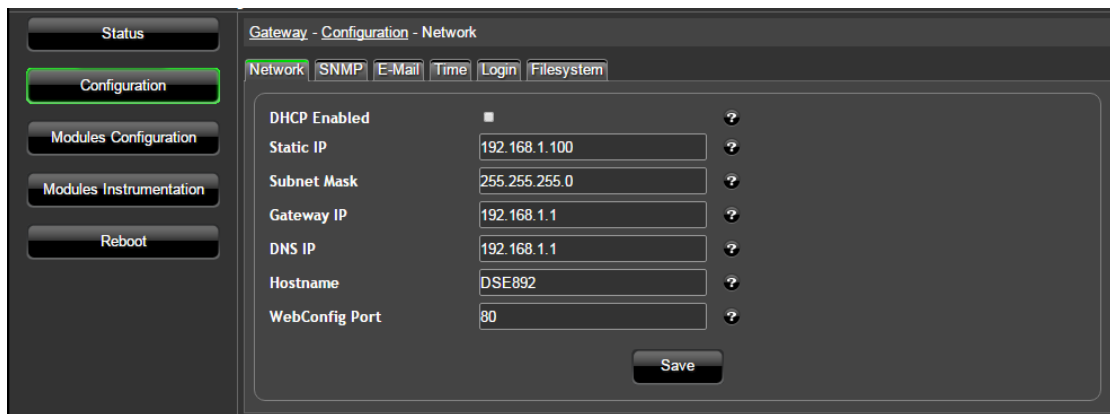 Status
Configuration
Modules Configuration
Modules Instrumentation
Reboot
Gateway - Configuration - Network
Network SNMP E-Mail Time Login Filesystem
DHCP Enabled ?
Static IP 192.168.1.100 ?
Subnet Mask 255.255.255.0 ?
Gateway IP 192.168.1.1 ?
DNS IP 192.168.1.1 ?
Hostname DSE892 ?
WebConfig Port 80 ?
Save